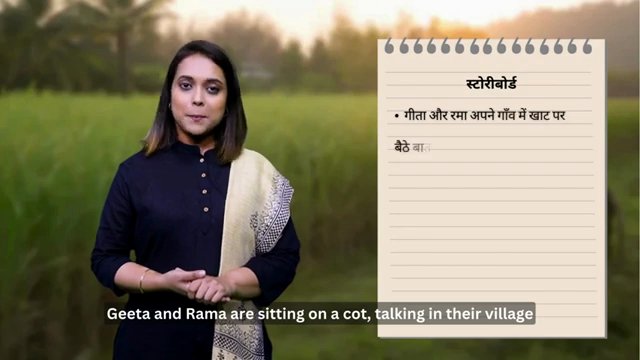 स्टोरीबोर्ड
• गीता और रमा अपने गाँव में खाट पर
बैठे बात
Geeta and Rama are sitting on a cot, talking in their village